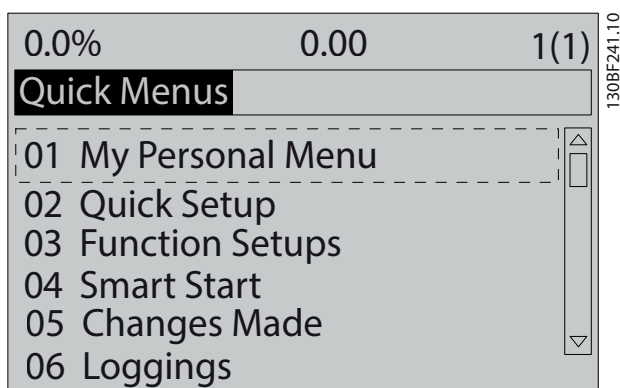 0.0% 0.00 1(1)
Quick Menus
01 My Personal Menu
02 Quick Setup
03 Function Setups
04 Smart Start
05 Changes Made
06 Loggings
130BF241.10